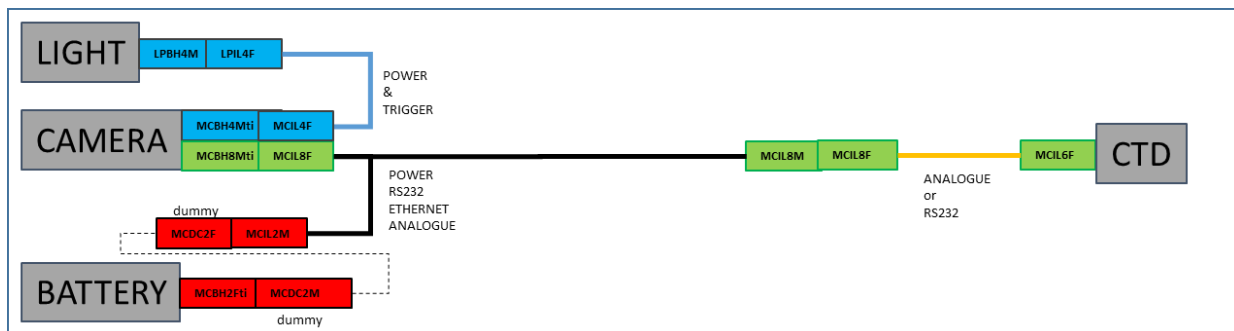 LIGHT
LPBH4M
LPIL4F
POWER
&
TRIGGER
CAMERA
MCBH4Mti
MCIL4F
MCBH8Mti
MCIL8F
MCIL8M
MCIL8F
MCIL6F
CTD
POWER
RS232
ETHERNET
ANALOGUE
ANALOGUE
or
RS232
dummy
MCDC2F
MCIL2M
BATTERY
MCBH2Fti
MCDC2M
dummy